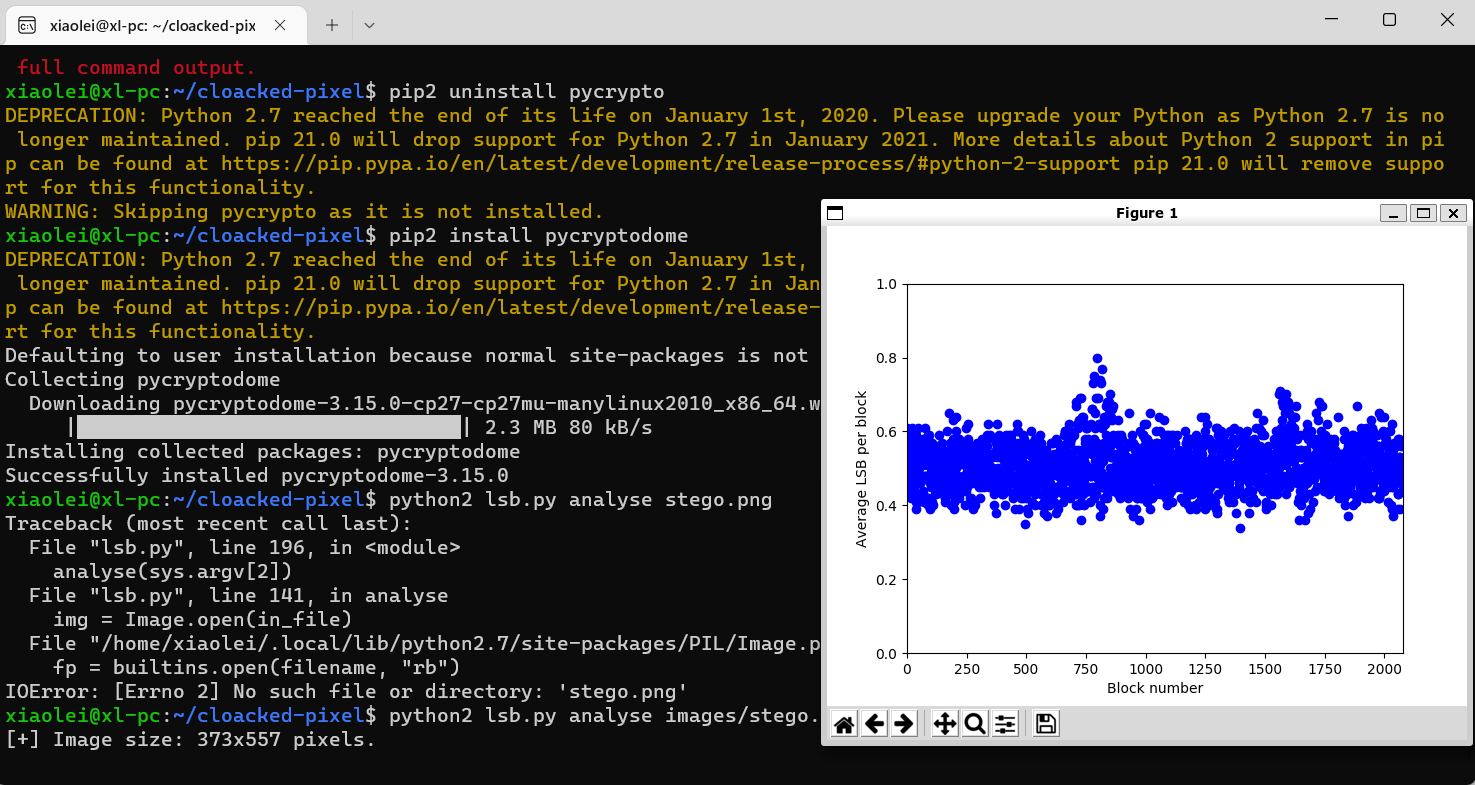 xiaolei@xl-pc: ~/cloacked-pix
full command output.
xiaolei@xl-pc:~/cloacked-pixel$ pip2 uninstall pycrypto
DEPRECATION: Python 2.7 reached the end of its life on January 1st, 2020. Please upgrade your Python as Python 2.7 is no
longer maintained. pip 21.0 will drop support for Python 2.7 in January 2021. More details about Python 2 support in pi
p can be found at https://pip.pypa.io/en/latest/development/release-process/#python-2-support pip 21.0 will remove suppo
rt for this functionality.
WARNING: Skipping pycrypto as it is not installed.
xiaolei@xl-pc:~/cloacked-pixel$ pip2 install pycryptodome
DEPRECATION: Python 2.7 reached the end of its life on January 1st,
longer maintained. pip 21.0 will drop support for Python 2.7 in Jan
p can be found at https://pip.pypa.io/en/latest/development/release-
rt for this functionality.
Defaulting to user installation because normal site-packages is not
Collecting pycryptodome
Downloading pycryptodome-3.15.0-cp27-cp27mu-manylinux2010_x86_64.w
| | 2.3 MB 80 kB/s
Installing collected packages: pycryptodome
Successfully installed pycryptodome-3.15.0
xiaolei@xl-pc:~/cloacked-pixel$ python2 lsb.py analyse stego.png
Traceback (most recent call last):
File "lsb.py", line 196, in <module>
analyse(sys.argv[2])
File "lsb.py", line 141, in analyse
img = Image.open(in_file)
File "/home/xiaolei/.local/lib/python2.7/site-packages/PIL/Image.p
fp = builtins.open(filename, "rb")
IOError: [Errno 2] No such file or directory: 'stego.png'
xiaolei@xl-pc:~/cloacked-pixel$ python2 lsb.py analyse images/stego.
[+] Image size: 373x557 pixels.
Figure 1
1.0
0.8
0.6
0.4
0.2
0.0
Average LSB per block
0 250 500 750 1000 1250 1500 1750 2000
Block number